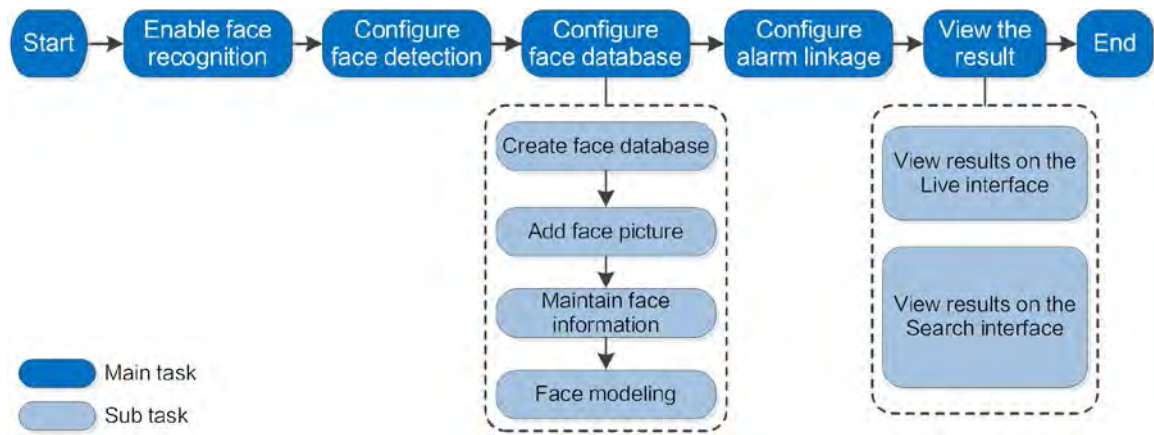 Start
Enable face
recognition
Configure
face detection
Configure
face database
Configure
alarm linkage
View the
result
End
Create face database
Add face picture
Maintain face
information
Face modeling
View results on the
Live interface
View results on the
Search interface
Main task
Sub task